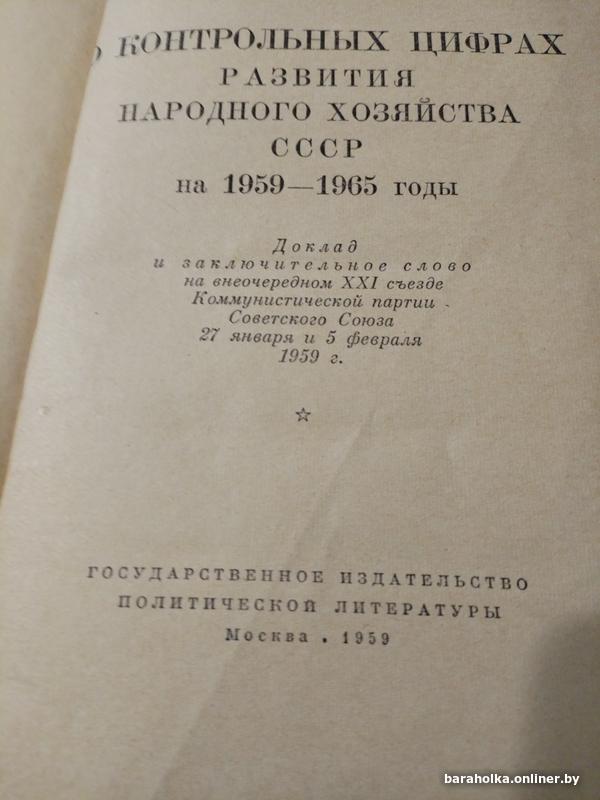 О КОНТРОЛЬНЫХ ЦИФРАХ
РАЗВИТИЯ
НАРОДНОГО ХОЗЯЙСТВА
СССР
на 1959—1965 годы
Доклад
и заключительное слово
на внеочередном XXI съезде
Коммунистической партии
Советского Союза
27 января и 5 февраля
1959 г.
ГОСУДАРСТВЕННОЕ ИЗДАТЕЛЬСТВО
ПОЛИТИЧЕСКОЙ ЛИТЕРАТУРЫ
Москва • 1959
baraholka.onliner.by